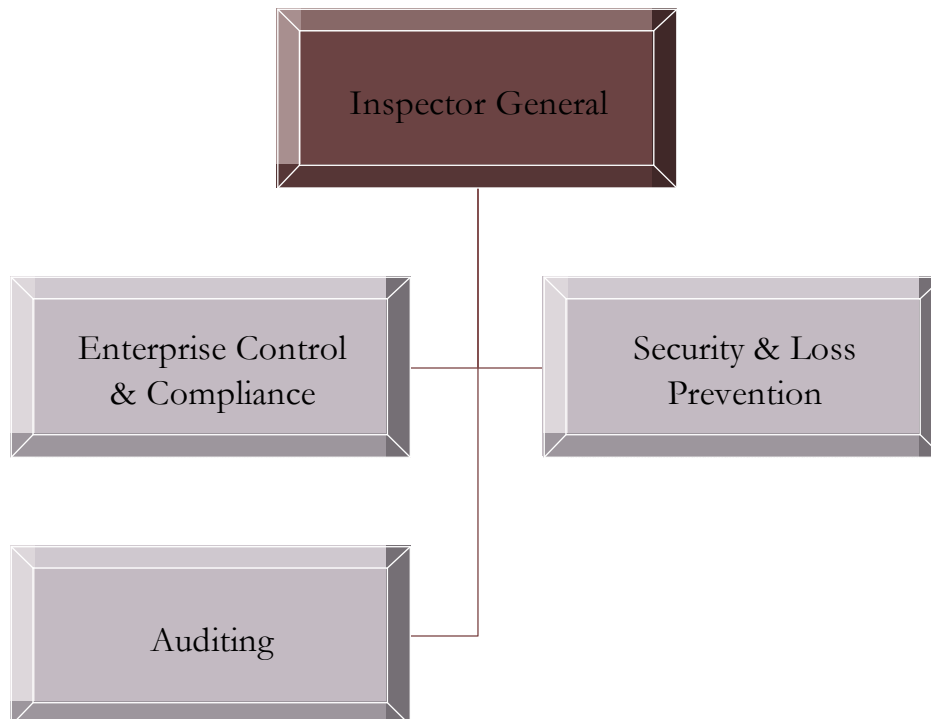 Inspector General
Enterprise Control
& Compliance
Security & Loss
Prevention
Auditing